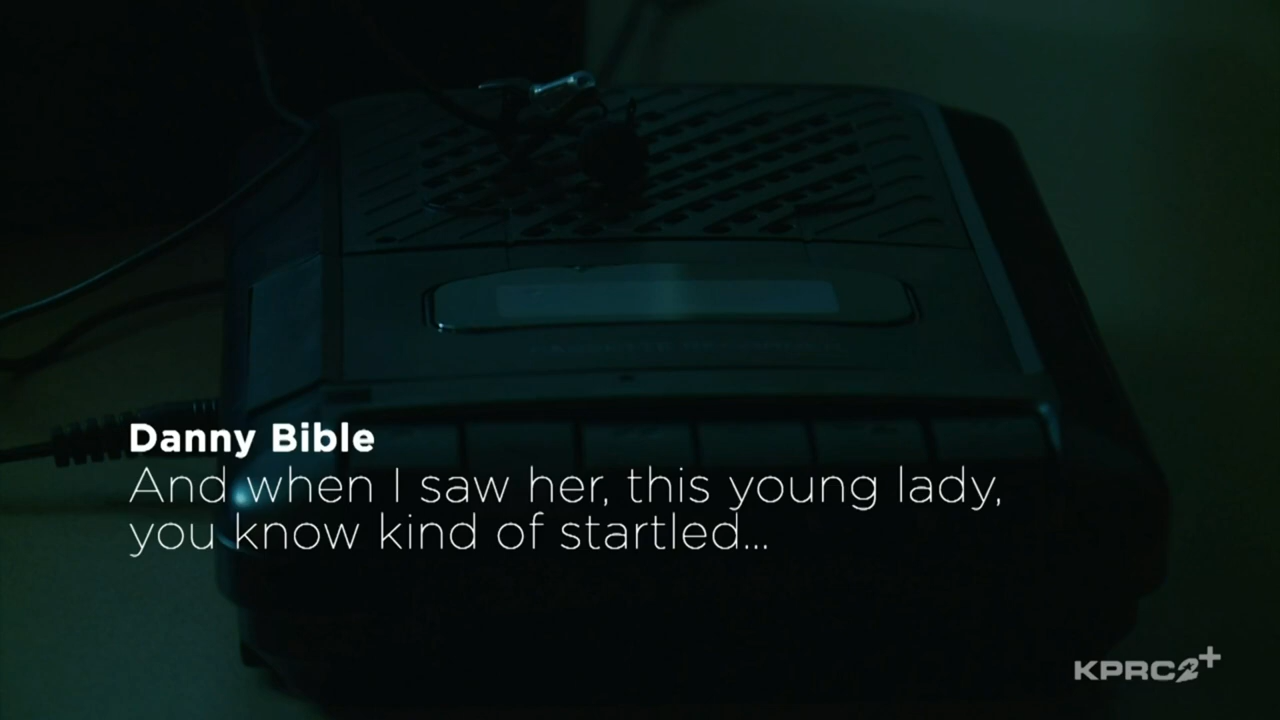 Danny Bible
And when I saw her, this young lady,
you know kind of startled...
KPRC2+